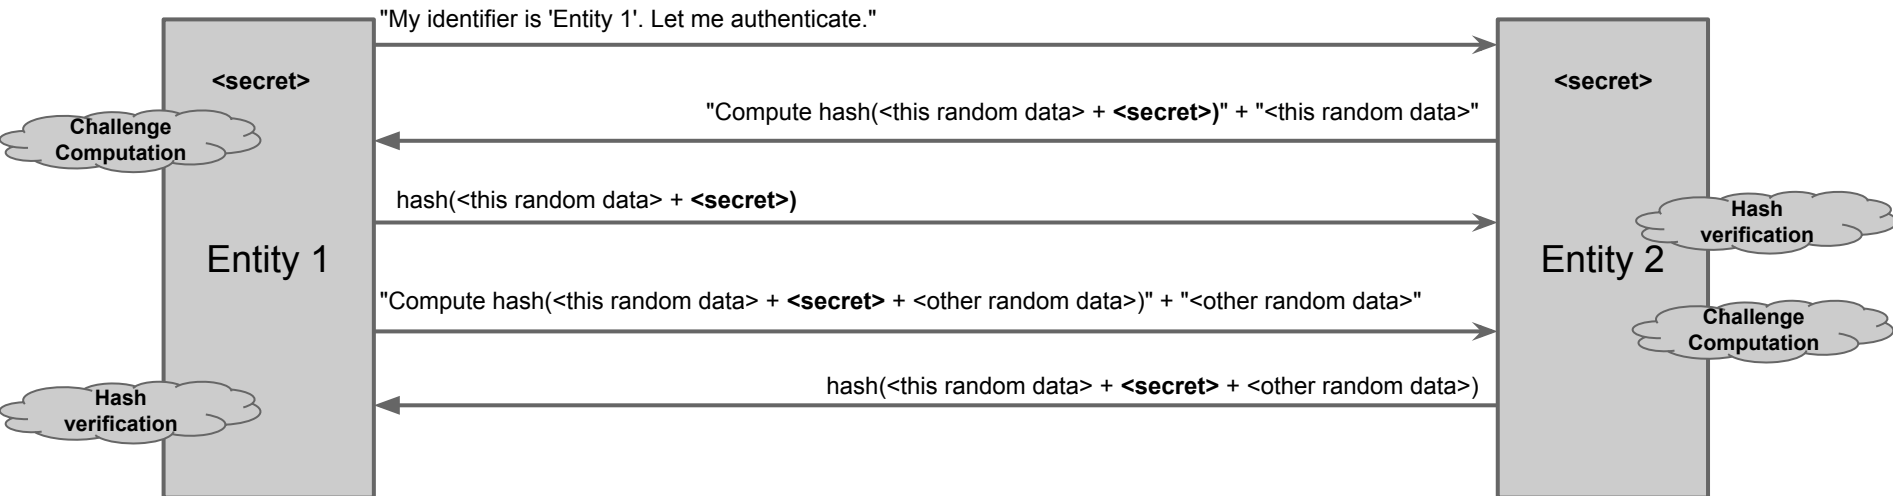 "My identifier is 'Entity 1'. Let me authenticate."
<secret>
<secret>
"Compute hash(<this random data> + <secret>)" + "<this random data>"
Challenge
Computation
hash(<this random data> + <secret>)
Hash
verification
Entity 1
Entity 2
"Compute hash(<this random data> + <secret> + <other random data>)" + "<other random data>"
Challenge
Computation
hash(<this random data> + <secret> + <other random data>)
Hash
verification